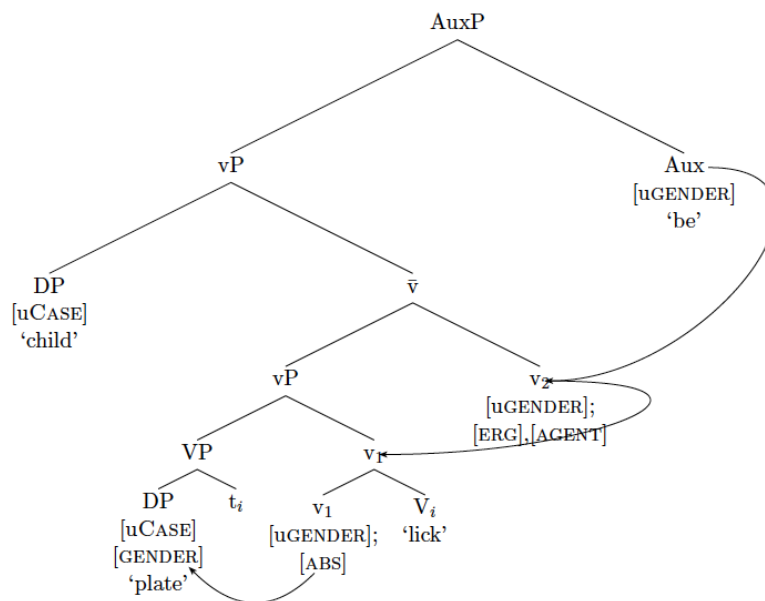 AuxP
vP
Aux
[uGENDER]
‘be’
DP
[uCASE]
‘child’
v̄
vP
v₂
[uGENDER];
[ERG],[AGENT]
VP
v₁
DP
[uCASE]
[GENDER]
‘plate’
tᵢ
v₁
[uGENDER];
[ABS]
Vᵢ
‘lick’